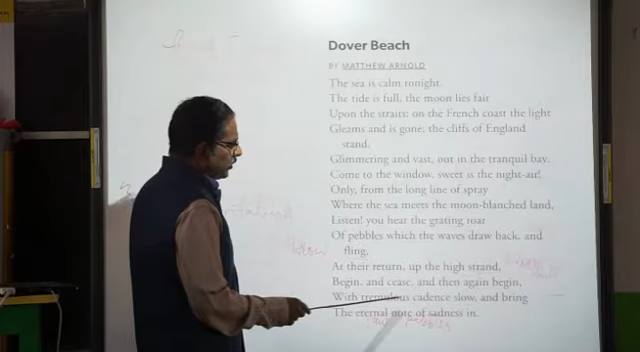 Dover Beach
BY MATTHEW ARNOLD
The sea is calm tonight.
The tide is full, the moon lies fair
Upon the straits; on the French coast the light
Gleams and is gone; the cliffs of England
stand,
Glimmering and vast, out in the tranquil bay.
Come to the window, sweet is the night-air!
Only, from the long line of spray
Where the sea meets the moon-blanched land,
Listen! you hear the grating roar
Of pebbles which the waves draw back, and
fling,
At their return, up the high strand,
Begin, and cease, and then again begin,
With tremulous cadence slow, and bring
The eternal note of sadness in.